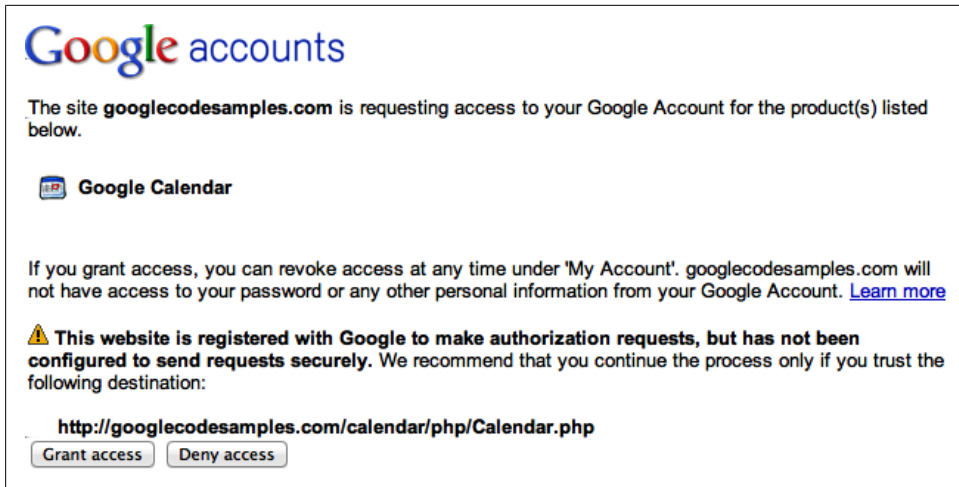 Google accounts
The site googlecodesamples.com is requesting access to your Google Account for the product(s) listed
below.
Google Calendar
If you grant access, you can revoke access at any time under 'My Account'. googlecodesamples.com will
not have access to your password or any other personal information from your Google Account. Learn more
This website is registered with Google to make authorization requests, but has not been
configured to send requests securely. We recommend that you continue the process only if you trust the
following destination:
http://googlecodesamples.com/calendar/php/Calendar.php
Grant access Deny access